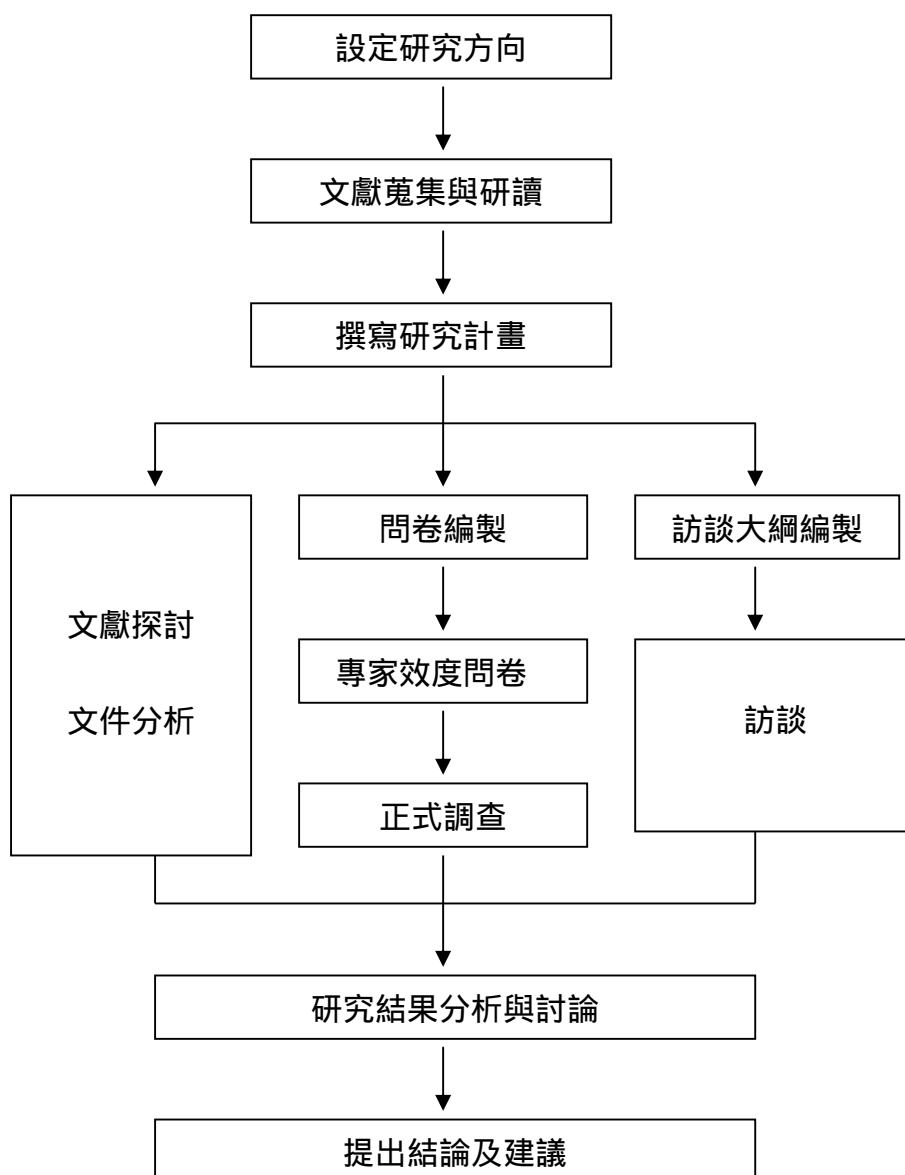 設定研究方向
文獻蒐集與研讀
撰寫研究計畫
文獻探討
文件分析
問卷編製
專家效度問卷
正式調查
訪談大綱編製
訪談
研究結果分析與討論
提出結論及建議